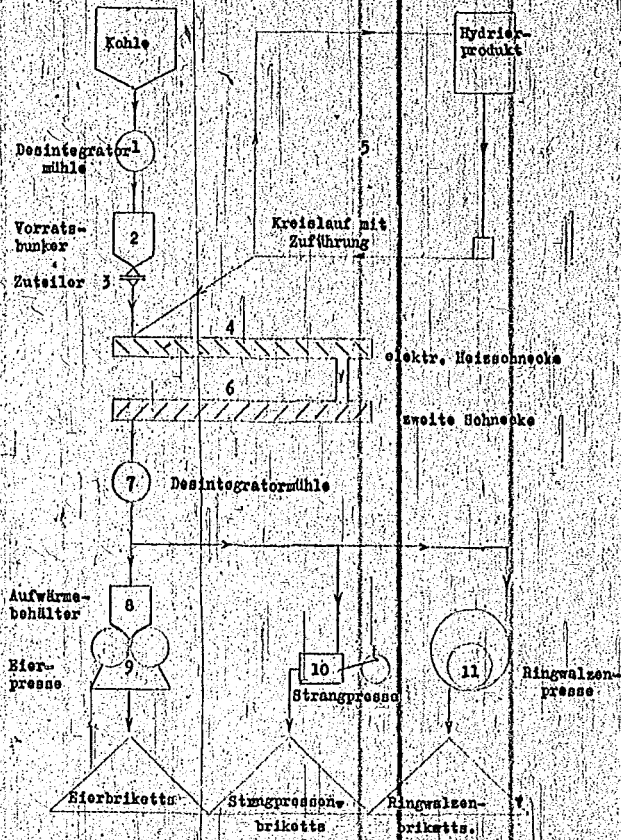 Kohle
Hydrier-
produkt
1
Desintegrator
mühle
5
Vorrats-
bunker
2
Kreislauf mit
Zuführung
Zuteiler 3
4
elektr. Heizschnecke
6
zweite Schnecke
7
Desintegratormühle
Aufwärme-
behälter
8
Eier-
presse
9
10
Strangpresse
11
Ringwalzen-
presse
Eierbriketts
Strangpressen-
briketts
Ringwalzen-
briketts.